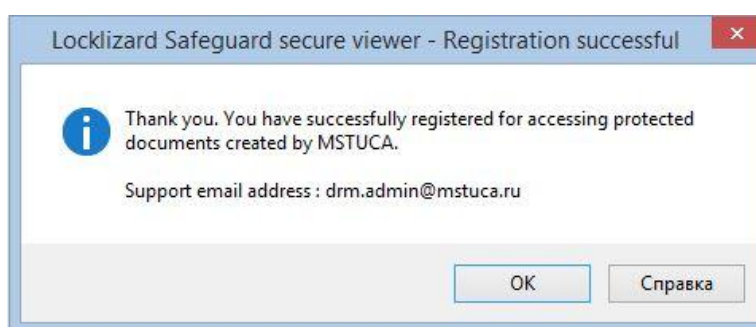 Locklizard Safeguard secure viewer - Registration successful
Thank you. You have successfully registered for accessing protected
documents created by MSTUCA.
Support email address : drm.admin@mstuca.ru
OK
Справка